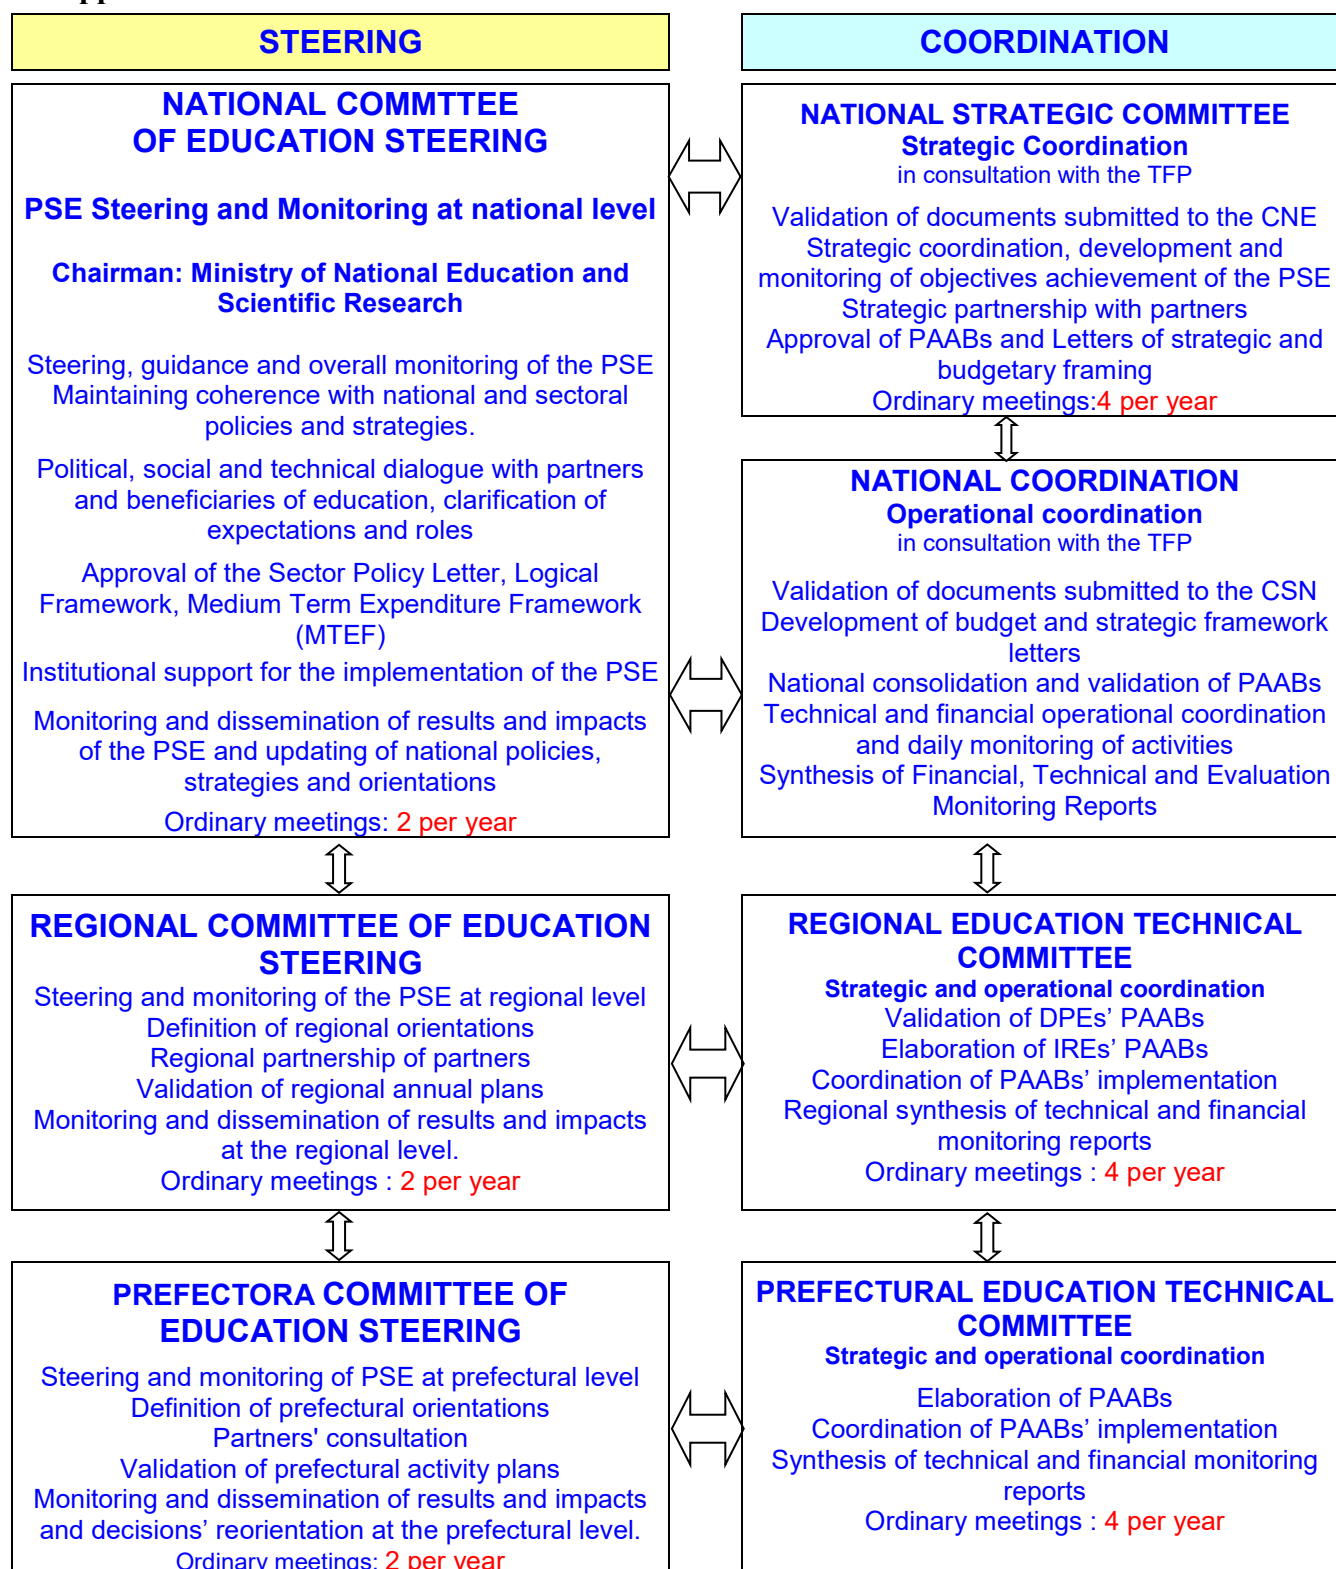 STEERING
COORDINATION
NATIONAL COMMTTEE
OF EDUCATION STEERING
PSE Steering and Monitoring at national level
Chairman: Ministry of National Education and
Scientific Research
Steering, guidance and overall monitoring of the PSE
Maintaining coherence with national and sectoral
policies and strategies.
Political, social and technical dialogue with partners
and beneficiaries of education, clarification of
expectations and roles
Approval of the Sector Policy Letter, Logical
Framework, Medium Term Expenditure Framework
(MTEF)
Institutional support for the implementation of the PSE
Monitoring and dissemination of results and impacts
of the PSE and updating of national policies,
strategies and orientations
Ordinary meetings: 2 per year
NATIONAL STRATEGIC COMMITTEE
Strategic Coordination
in consultation with the TFP
Validation of documents submitted to the CNE
Strategic coordination, development and
monitoring of objectives achievement of the PSE
Strategic partnership with partners
Approval of PAABs and Letters of strategic and
budgetary framing
Ordinary meetings:4 per year
NATIONAL COORDINATION
Operational coordination
in consultation with the TFP
Validation of documents submitted to the CSN
Development of budget and strategic framework
letters
National consolidation and validation of PAABs
Technical and financial operational coordination
and daily monitoring of activities
Synthesis of Financial, Technical and Evaluation
Monitoring Reports
REGIONAL COMMITTEE OF EDUCATION
STEERING
Steering and monitoring of the PSE at regional level
Definition of regional orientations
Regional partnership of partners
Validation of regional annual plans
Monitoring and dissemination of results and impacts
at the regional level.
Ordinary meetings : 2 per year
REGIONAL EDUCATION TECHNICAL
COMMITTEE
Strategic and operational coordination
Validation of DPEs’ PAABs
Elaboration of IREs’ PAABs
Coordination of PAABs’ implementation
Regional synthesis of technical and financial
monitoring reports
Ordinary meetings : 4 per year
PREFECTORA COMMITTEE OF
EDUCATION STEERING
Steering and monitoring of PSE at prefectural level
Definition of prefectural orientations
Partners' consultation
Validation of prefectural activity plans
Monitoring and dissemination of results and impacts
and decisions’ reorientation at the prefectural level.
Ordinary meetings: 2 per year
PREFECTURAL EDUCATION TECHNICAL
COMMITTEE
Strategic and operational coordination
Elaboration of PAABs
Coordination of PAABs’ implementation
Synthesis of technical and financial monitoring
reports
Ordinary meetings : 4 per year